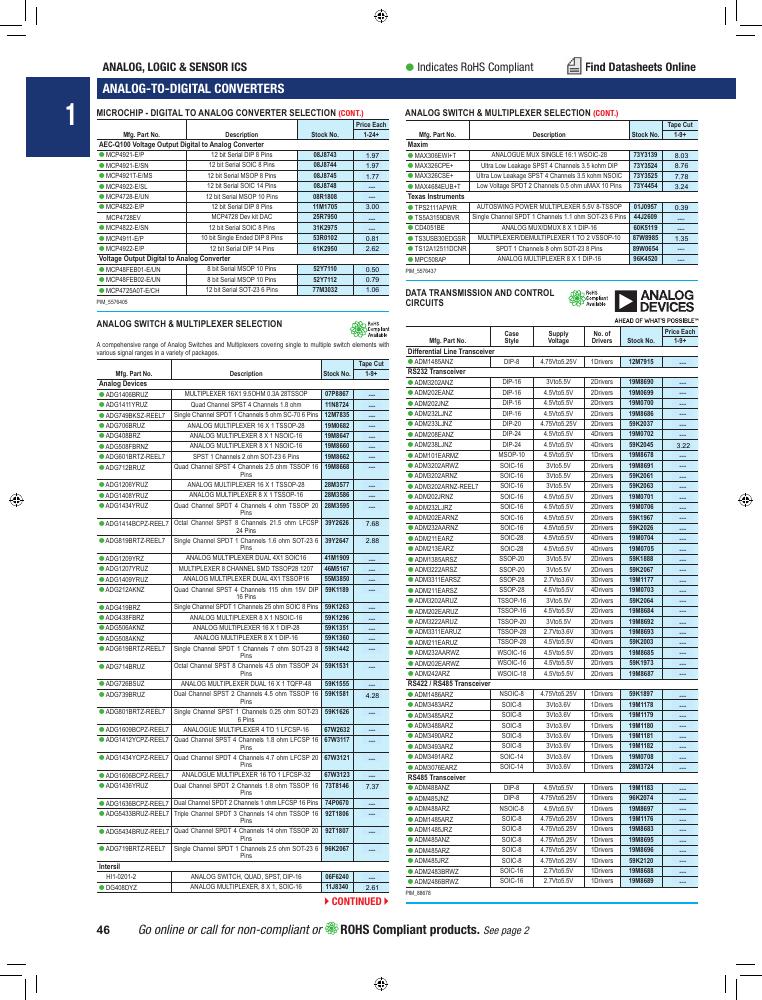 ANALOG, LOGIC & SENSOR ICS
● Indicates RoHS Compliant
Find Datasheets Online
1
ANALOG-TO-DIGITAL CONVERTERS
MICROCHIP - DIGITAL TO ANALOG CONVERTER SELECTION (CONT.)
Mfg. Part No. Description Stock No. Price Each 1-24+
AEC-Q100 Voltage Output Digital to Analog Converter
● MCP4921-E/P 12 bit Serial DIP 8 Pins 08J8743 1.97
● MCP4921-E/SN 12 bit Serial SOIC 8 Pins 08J8744 1.97
● MCP4921T-E/MS 12 bit Serial MSOP 8 Pins 08J8745 1.77
● MCP4922-E/SL 12 bit Serial SOIC 14 Pins 08J8748 ---
● MCP4728-E/UN 12 bit Serial MSOP 10 Pins 08R1808 ---
● MCP4822-E/P 12 bit Serial DIP 8 Pins 11M1705 3.00
MCP4728EV MCP4728 Dev kit DAC 25R7950 ---
● MCP4822-E/SN 12 bit Serial SOIC 8 Pins 31K2975 ---
● MCP4911-E/P 10 bit Single Ended DIP 8 Pins 53R0102 0.81
● MCP4922-E/P 12 bit Serial DIP 14 Pins 61K2950 2.62
Voltage Output Digital to Analog Converter
● MCP48FEB01-E/UN 8 bit Serial MSOP 10 Pins 52Y7110 0.50
● MCP48FEB02-E/UN 8 bit Serial MSOP 10 Pins 52Y7112 0.79
● MCP4725A0T-E/CH 12 bit Serial SOT-23 6 Pins 77M3032 1.06
PIM_5576405
ANALOG SWITCH & MULTIPLEXER SELECTION
RoHS Compliant Available
A comprehensive range of Analog Switches and Multiplexers covering single to multiple switch elements with
various signal ranges in a variety of packages.
Mfg. Part No. Description Stock No. Tape Cut 1-9+
Analog Devices
● ADG1406BRUZ MULTIPLEXER 16X1 9.5OHM 0.3A 28TSSOP 07P8867 ---
● ADG1411YRUZ Quad Channel SPST 4 Channels 1.8 ohm 11N8724 ---
● ADG749BKSZ-REEL7 Single Channel SPDT 1 Channels 5 ohm SC-70 6 Pins 12M7835 ---
● ADG706BRUZ ANALOG MULTIPLEXER 16 X 1 TSSOP-28 19M0682 ---
● ADG408BRZ ANALOG MULTIPLEXER 8 X 1 NSOIC-16 19M8647 ---
● ADG508FBRNZ ANALOG MULTIPLEXER 8 X 1 NSOIC-16 19M8660 ---
● ADG601BRTZ-REEL7 SPST 1 Channels 2 ohm SOT-23 6 Pins 19M8662 ---
● ADG712BRUZ Quad Channel SPST 4 Channels 2.5 ohm TSSOP 16 Pins 19M8668 ---
● ADG1206YRUZ ANALOG MULTIPLEXER 16 X 1 TSSOP-28 28M3577 ---
● ADG1408YRUZ ANALOG MULTIPLEXER 8 X 1 TSSOP-16 28M3586 ---
● ADG1434YRUZ Quad Channel SPDT 4 Channels 4 ohm TSSOP 20 Pins 28M3595 ---
● ADG1414BCPZ-REEL7 Octal Channel SPST 8 Channels 21.5 ohm LFCSP 24 Pins 39Y2626 7.68
● ADG819BRTZ-REEL7 Single Channel SPDT 1 Channels 1.6 ohm SOT-23 6 Pins 39Y2647 2.88
● ADG1209YRZ ANALOG MULTIPLEXER DUAL 4X1 SOIC16 41M1909 ---
● ADG1207YRUZ MULTIPLEXER 8 CHANNEL SMD TSSOP28 1207 46M5167 ---
● ADG1409YRUZ ANALOG MULTIPLEXER DUAL 4X1 TSSOP16 55M3850 ---
● ADG212AKNZ Quad Channel SPST 4 Channels 115 ohm 15V DIP 16 Pins 59K1189 ---
● ADG419BRZ Single Channel SPDT 1 Channels 25 ohm SOIC 8 Pins 59K1263 ---
● ADG438FBRZ ANALOG MULTIPLEXER 8 X 1 NSOIC-16 59K1296 ---
● ADG506AKNZ ANALOG MULTIPLEXER 16 X 1 DIP-28 59K1351 ---
● ADG508AKNZ ANALOG MULTIPLEXER 8 X 1 DIP-16 59K1360 ---
● ADG619BRTZ-REEL7 Single Channel SPDT 1 Channels 7 ohm SOT-23 8 Pins 59K1442 ---
● ADG714BRUZ Octal Channel SPST 8 Channels 4.5 ohm TSSOP 24 Pins 59K1531 ---
● ADG726BSUZ ANALOG MULTIPLEXER DUAL 16 X 1 TQFP-48 59K1555 ---
● ADG739BRUZ Dual Channel SPST 2 Channels 4.5 ohm TSSOP 16 Pins 59K1581 4.28
● ADG801BRTZ-REEL7 Single Channel SPST 1 Channels 0.25 ohm SOT-23 6 Pins 59K1626 ---
● ADG1609BCPZ-REEL7 ANALOGUE MULTIPLEXER 4 TO 1 LFCSP-16 67W2632 ---
● ADG1412YCPZ-REEL7 Quad Channel SPST 4 Channels 1.8 ohm LFCSP 16 Pins 67W3117 ---
● ADG1434YCPZ-REEL7 Quad Channel SPDT 4 Channels 4.7 ohm LFCSP 20 Pins 67W3121 ---
● ADG1606BCPZ-REEL7 ANALOGUE MULTIPLEXER 16 TO 1 LFCSP-32 67W3123 ---
● ADG1436YRUZ Dual Channel SPDT 2 Channels 1.8 ohm TSSOP 16 Pins 73T8146 7.37
● ADG1636BCPZ-REEL7 Dual Channel SPDT 2 Channels 1 ohm LFCSP 16 Pins 74P0670 ---
● ADG5433BRUZ-REEL7 Triple Channel SPDT 3 Channels 14 ohm TSSOP 16 Pins 92T1806 ---
● ADG5434BRUZ-REEL7 Quad Channel SPDT 4 Channels 14 ohm TSSOP 20 Pins 92T1807 ---
● ADG719BRTZ-REEL7 Single Channel SPDT 1 Channels 2.5 ohm SOT-23 6 Pins 96K2067 ---
Intersil
HI1-0201-2 ANALOG SWITCH, QUAD, SPST, DIP-16 06F6240 ---
● DG408DYZ ANALOG MULTIPLEXER, 8 X 1, SOIC-16 11J8340 2.61
CONTINUED
ANALOG SWITCH & MULTIPLEXER SELECTION (CONT.)
Mfg. Part No. Description Stock No. Tape Cut 1-9+
Maxim
● MAX306EWI+T ANALOGUE MUX SINGLE 16:1 WSOIC-28 73Y3139 8.03
● MAX326CPE+ Ultra Low Leakage SPST 4 Channels 3.5 kohm DIP 73Y3524 8.76
● MAX326CSE+ Ultra Low Leakage SPST 4 Channels 3.5 kohm NSOIC 73Y3525 7.78
● MAX4684EUB+T Low Voltage SPDT 2 Channels 0.5 ohm uMAX 10 Pins 73Y4454 3.24
Texas Instruments
● TPS2111APWR AUTOSWING POWER MULTIPLEXER 5.5V 8-TSSOP 01J0957 0.39
● TS5A3159DBVR Single Channel SPDT 1 Channels 1.1 ohm SOT-23 6 Pins 44J2609 ---
● CD4051BE ANALOG MUX/DMUX 8 X 1 DIP-16 60K5119 ---
● TS3USB30EDGSR MULTIPLEXER/DEMULTIPLEXER 1 TO 2 VSSOP-10 87W8985 1.35
● TS12A12511DCNR SPDT 1 Channels 8 ohm SOT-23 8 Pins 89W0654 ---
● MPC508AP ANALOG MULTIPLEXER 8 X 1 DIP-16 96K4520 ---
PIM_5576437
DATA TRANSMISSION AND CONTROL
CIRCUITS
RoHS Compliant Available
ANALOG DEVICES
AHEAD OF WHAT'S POSSIBLE™
Mfg. Part No. Case Style Supply Voltage No. of Drivers Stock No. Price Each 1-9+
Differential Line Transceiver
● ADM1485ANZ DIP-8 4.75Vto5.25V 1Drivers 12M7915 ---
RS232 Transceiver
● ADM3202ANZ DIP-16 3Vto5.5V 2Drivers 19M8690 ---
● ADM202EANZ DIP-16 4.5Vto5.5V 2Drivers 19M0699 ---
● ADM202JNZ DIP-16 4.5Vto5.5V 2Drivers 19M0700 ---
● ADM232LJNZ DIP-16 4.5Vto5.5V 2Drivers 19M8686 ---
● ADM233LJNZ DIP-20 4.75Vto5.25V 2Drivers 59K2037 ---
● ADM208EANZ DIP-24 4.5Vto5.5V 4Drivers 19M0702 ---
● ADM238LJNZ DIP-24 4.5Vto5.5V 4Drivers 59K2045 3.22
● ADM101EARMZ MSOP-10 4.5Vto5.5V 1Drivers 19M8678 ---
● ADM3202ARWZ SOIC-16 3Vto5.5V 2Drivers 19M8691 ---
● ADM3202ARNZ SOIC-16 3Vto5.5V 2Drivers 59K2061 ---
● ADM3202ARNZ-REEL7 SOIC-16 3Vto5.5V 2Drivers 59K2063 ---
● ADM202JRNZ SOIC-16 4.5Vto5.5V 2Drivers 19M0701 ---
● ADM232LJRZ SOIC-16 4.5Vto5.5V 2Drivers 19M0706 ---
● ADM202EARNZ SOIC-16 4.5Vto5.5V 2Drivers 59K1967 ---
● ADM232AARNZ SOIC-16 4.5Vto5.5V 2Drivers 59K2026 ---
● ADM211EARZ SOIC-28 4.5Vto5.5V 4Drivers 19M0704 ---
● ADM213EARZ SOIC-28 4.5Vto5.5V 4Drivers 19M0705 ---
● ADM1385ARSZ SSOP-20 3Vto5.5V 2Drivers 59K1888 ---
● ADM3222ARSZ SSOP-20 3Vto5.5V 2Drivers 59K2067 ---
● ADM3311EARSZ SSOP-28 2.7Vto3.6V 3Drivers 19M1177 ---
● ADM211EARSZ SSOP-28 4.5Vto5.5V 4Drivers 19M0703 ---
● ADM3202ARUZ TSSOP-16 3Vto5.5V 2Drivers 59K2064 ---
● ADM202EARUZ TSSOP-16 4.5Vto5.5V 2Drivers 19M8684 ---
● ADM3222ARUZ TSSOP-20 3Vto5.5V 2Drivers 19M8692 ---
● ADM3311EARUZ TSSOP-28 2.7Vto3.6V 3Drivers 19M8693 ---
● ADM211EARUZ TSSOP-28 4.5Vto5.5V 4Drivers 59K2003 ---
● ADM232AARWZ WSOIC-16 4.5Vto5.5V 2Drivers 19M8685 ---
● ADM202EARWZ WSOIC-16 4.5Vto5.5V 2Drivers 59K1973 ---
● ADM242ARZ WSOIC-18 4.5Vto5.5V 2Drivers 19M8687 ---
RS422 / RS485 Transceiver
● ADM1486ARZ NSOIC-8 4.75Vto5.25V 1Drivers 59K1897 ---
● ADM3483ARZ SOIC-8 3Vto3.6V 1Drivers 19M1178 ---
● ADM3485ARZ SOIC-8 3Vto3.6V 1Drivers 19M1179 ---
● ADM3488ARZ SOIC-8 3Vto3.6V 1Drivers 19M1180 ---
● ADM3490ARZ SOIC-8 3Vto3.6V 1Drivers 19M1181 ---
● ADM3493ARZ SOIC-8 3Vto3.6V 1Drivers 19M1182 ---
● ADM3491ARZ SOIC-14 3Vto3.6V 1Drivers 19M0708 ---
● ADM3076EARZ SOIC-14 3Vto3.6V 1Drivers 28M3724 ---
RS485 Transceiver
● ADM488ANZ DIP-8 4.5Vto5.5V 1Drivers 19M1183 ---
● ADM485JNZ DIP-8 4.75Vto5.25V 1Drivers 96K2074 ---
● ADM488ARZ NSOIC-8 4.5Vto5.5V 1Drivers 19M8697 ---
● ADM1485ARZ SOIC-8 4.75Vto5.25V 1Drivers 19M1176 ---
● ADM1485JRZ SOIC-8 4.75Vto5.25V 1Drivers 19M8683 ---
● ADM485ANZ SOIC-8 4.75Vto5.25V 1Drivers 19M8695 ---
● ADM485ARZ SOIC-8 4.75Vto5.25V 1Drivers 19M8696 ---
● ADM485JRZ SOIC-8 4.75Vto5.25V 1Drivers 59K2120 ---
● ADM2483BRWZ SOIC-16 2.7Vto5.5V 1Drivers 19M8688 ---
● ADM2486BRWZ SOIC-16 2.7Vto5.5V 1Drivers 19M8689 ---
PIM_88678
46 Go online or call for non-compliant or ROHS Compliant products. See page 2